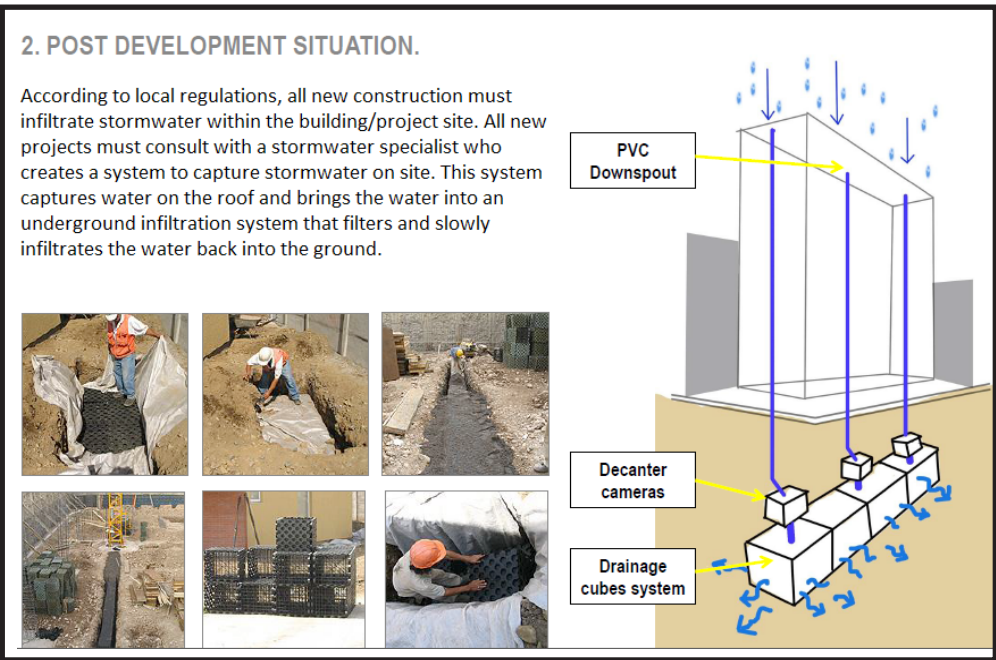 2. POST DEVELOPMENT SITUATION.
According to local regulations, all new construction must
infiltrate stormwater within the building/project site. All new
projects must consult with a stormwater specialist who
creates a system to capture stormwater on site. This system
captures water on the roof and brings the water into an
underground infiltration system that filters and slowly
infiltrates the water back into the ground.
PVC
Downspout
Decanter
cameras
Drainage
cubes system